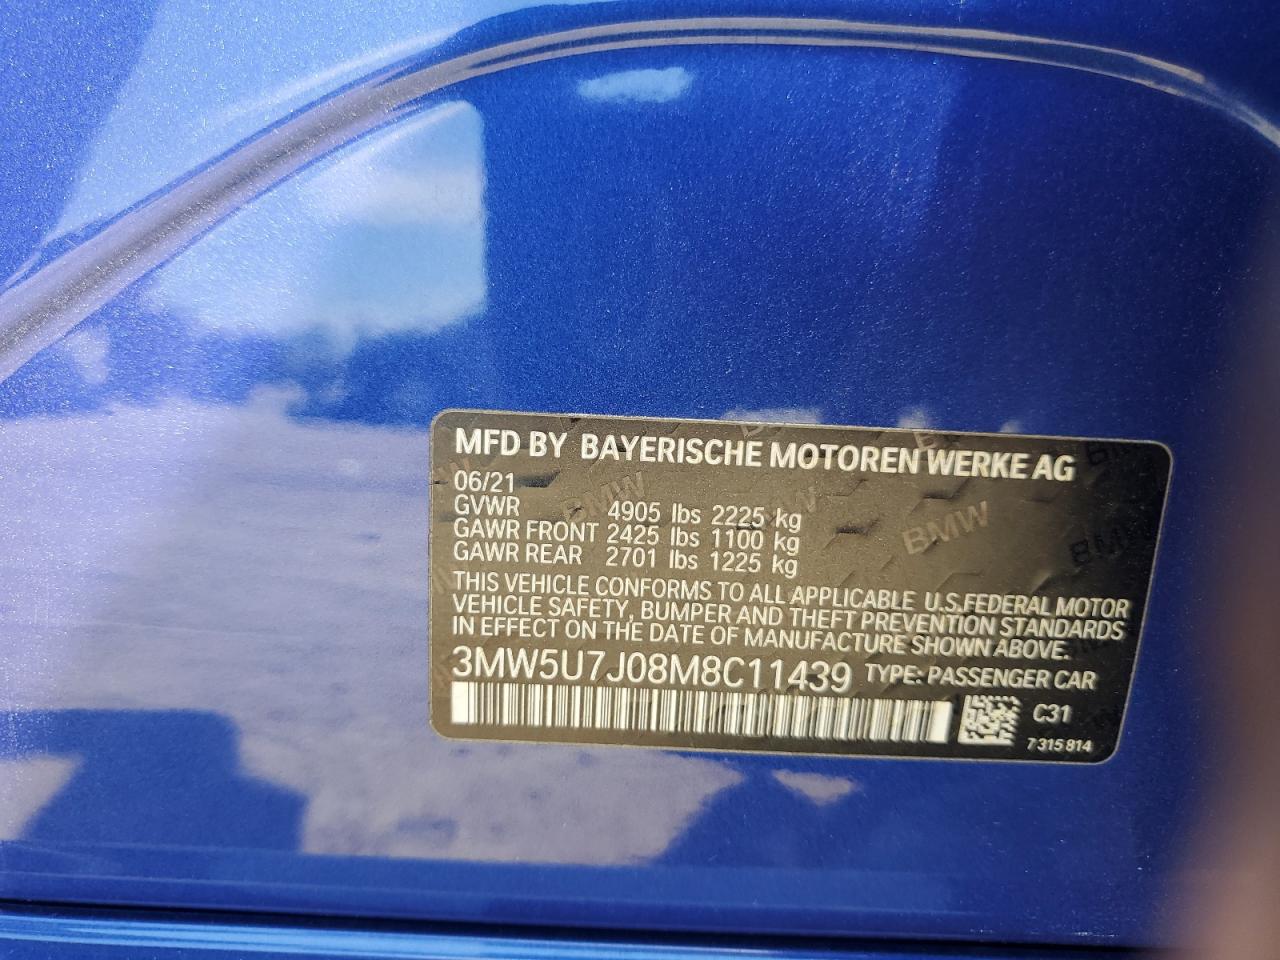 MFD BY BAYERISCHE MOTOREN WERKE AG
06/21
GVWR 4905 lbs 2225 kg
GAWR FRONT 2425 lbs 1100 kg
GAWR REAR 2701 lbs 1225 kg
THIS VEHICLE CONFORMS TO ALL APPLICABLE U.S.FEDERAL MOTOR
VEHICLE SAFETY, BUMPER AND THEFT PREVENTION STANDARDS
IN EFFECT ON THE DATE OF MANUFACTURE SHOWN ABOVE.
3MW5U7J08M8C11439 TYPE: PASSENGER CAR
C31
7315814